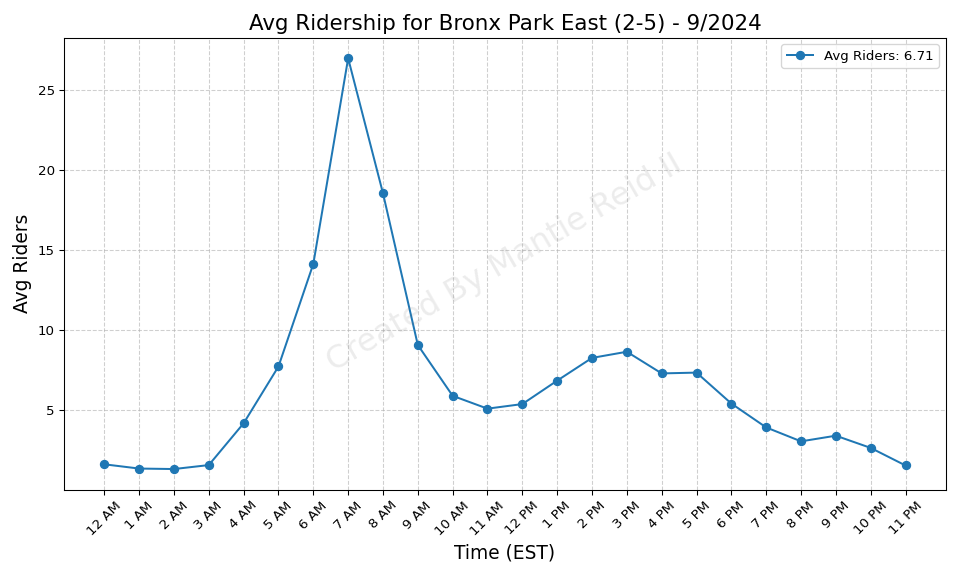 Avg Ridership for Bronx Park East (2-5) - 9/2024
Avg Riders: 6.71
25
20
15
10
5
Avg Riders
Created By Mantie Reid II
12 AM
1 AM
2 AM
3 AM
4 AM
5 AM
6 AM
7 AM
8 AM
9 AM
10 AM
11 AM
12 PM
1 PM
2 PM
3 PM
4 PM
5 PM
6 PM
7 PM
8 PM
9 PM
10 PM
11 PM
Time (EST)